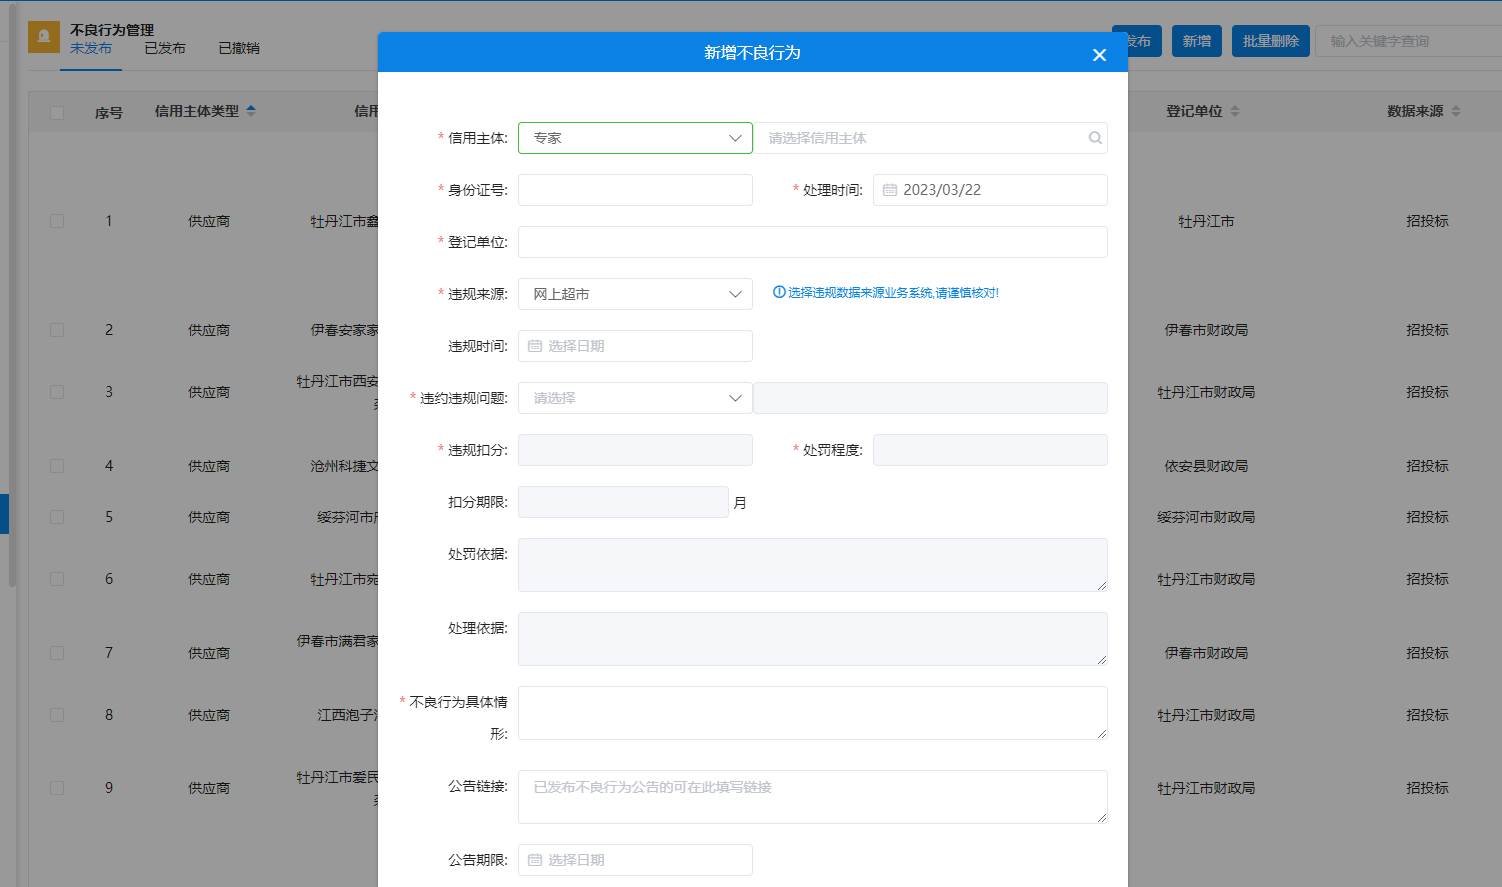 不良行为管理
未发布 已发布 已撤销
发布 新增 批量删除 输入关键字查询
新增不良行为
序号 信用主体类型 信用 登记单位 数据来源
* 信用主体: 专家 请选择信用主体
* 身份证号: * 处理时间: 2023/03/22
1 供应商 牡丹江市鑫 牡丹江市 招投标
* 登记单位:
* 违规来源: 网上超市 选择违规数据来源业务系统,请谨慎核对!
2 供应商 伊春安家家 伊春市财政局 招投标
违规时间: 选择日期
3 供应商 牡丹江市西安 牡丹江市财政局 招投标
* 违约违规问题: 请选择
* 违规扣分: * 处罚程度:
4 供应商 沧州科捷文 依安县财政局 招投标
扣分期限: 月
5 供应商 绥芬河市 绥芬河市财政局 招投标
处罚依据:
6 供应商 牡丹江市宛 牡丹江市财政局 招投标
处理依据:
7 供应商 伊春市满君家 伊春市财政局 招投标
* 不良行为具体情
形:
8 供应商 江西泡子 牡丹江市财政局 招投标
公告链接: 已发布不良行为公告的可在此填写链接
9 供应商 牡丹江市爱民 牡丹江市财政局 招投标
公告期限: 选择日期